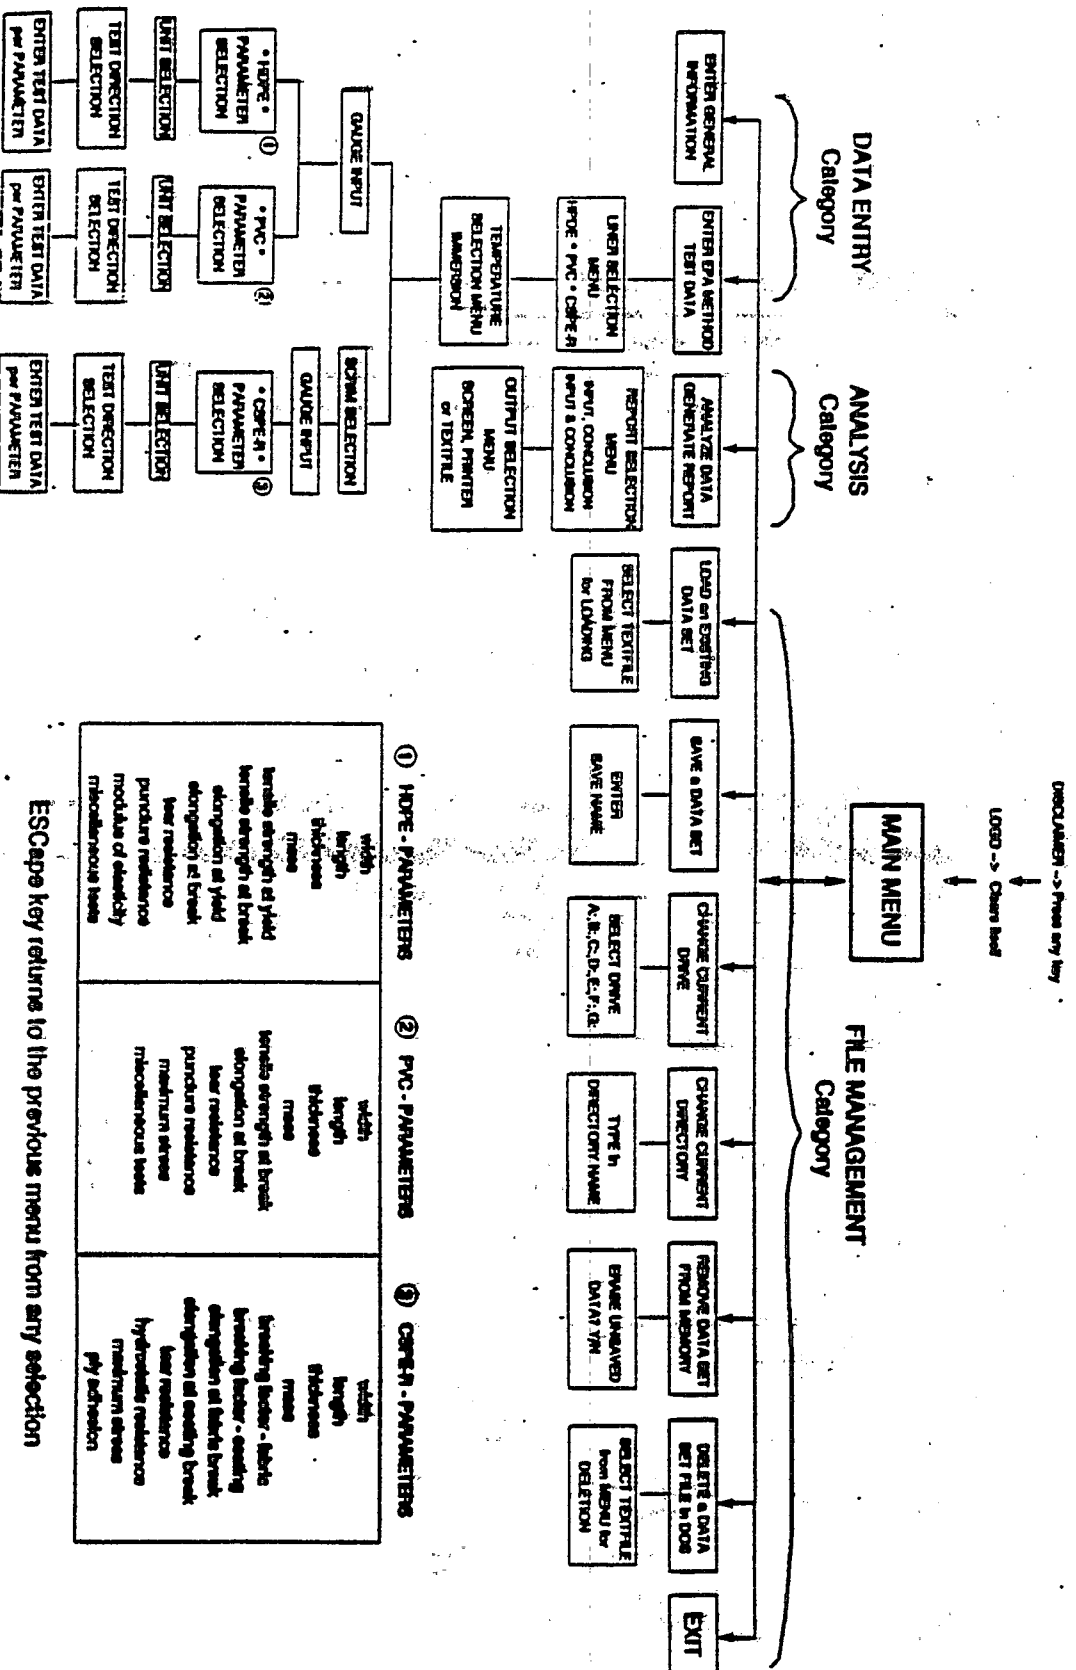 DISCLAIMER --> Press any key
LOGO --> Clears itself
MAIN MENU
DATA ENTRY
Category
ANALYSIS
Category
FILE MANAGEMENT
Category
ENTER GENERAL
INFORMATION
ENTER EPA METHOD
TEST DATA
ANALYZE DATA
GENERATE REPORT
LOAD an EXISTING
DATA SET
SAVE a DATA SET
CHANGE CURRENT
DRIVE
CHANGE CURRENT
DIRECTORY
REMOVE DATA SET
FROM MEMORY
DELETE a DATA
SET FILE in DOS
EXIT
LINER SELECTION
MENU
HPDE * PVC * CSPE-R
REPORT SELECTION
MENU
INPUT, CONCLUSION
INPUT & CONCLUSION
SELECT TEXTFILE
FROM MENU
for LOADING
ENTER
SAVE NAME
SELECT DRIVE
A:,B:,C:,D:,E:,F:,G:
TYPE in
DIRECTORY NAME
ERASE UNSAVED
DATA? Y/N
SELECT TEXTFILE
from MENU for
DELETION
TEMPERATURE
SELECTION MENU
IMMERSION
OUTPUT SELECTION
MENU
SCREEN, PRINTER
or TEXTFILE
GAUGE INPUT
SCRIM SELECTION
GAUGE INPUT
① 
* HDPE *
PARAMETER
SELECTION
②
* PVC *
PARAMETER
SELECTION
③
* CSPE-R *
PARAMETER
SELECTION
UNIT SELECTION
UNIT SELECTION
UNIT SELECTION
TEST DIRECTION
SELECTION
TEST DIRECTION
SELECTION
TEST DIRECTION
SELECTION
ENTER TEST DATA
per PARAMETER
ENTER TEST DATA
per PARAMETER
ENTER TEST DATA
per PARAMETER
① HDPE - PARAMETERS
width
length
thickness
mass
tensile strength at yield
tensile strength at break
elongation at yield
elongation at break
tear resistance
puncture resistance
modulus of elasticity
miscellaneous tests
② PVC - PARAMETERS
width
length
thickness
mass
tensile strength at break
elongation at break
tear resistance
puncture resistance
maximum stress
miscellaneous tests
③ CSPE-R - PARAMETERS
width
length
thickness
mass
breaking factor - fabric
breaking factor - coating
elongation at fabric break
elongation at coating break
tear resistance
hydrostatic resistance
maximum stress
ply adhesion
ESCape key returns to the previous menu from any selection